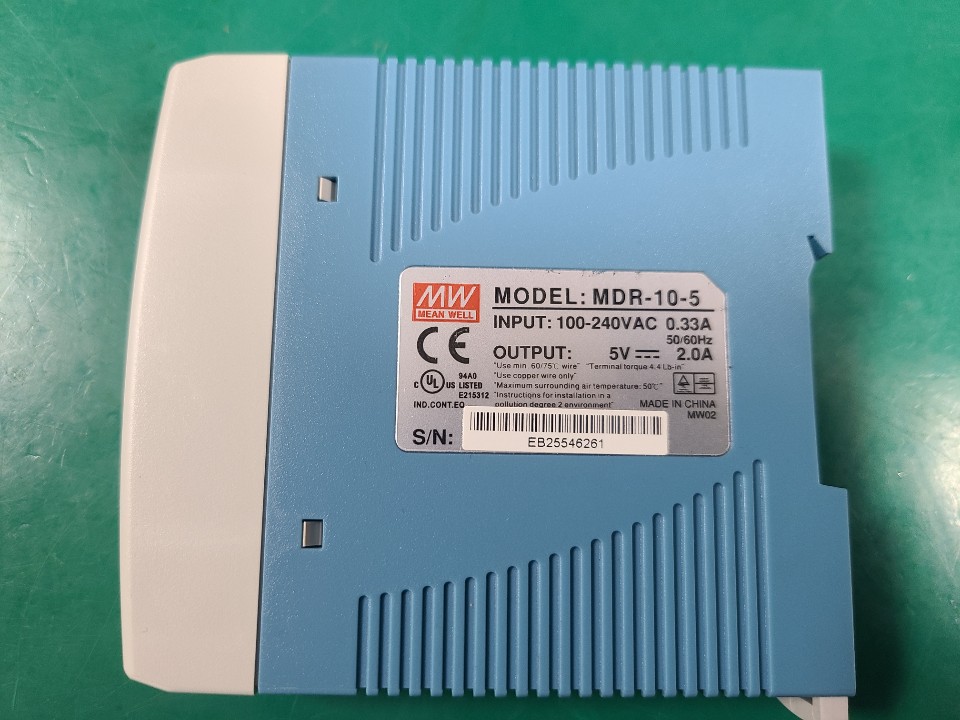 MW
MEAN WELL
MODEL: MDR-10-5
INPUT: 100-240VAC 0.33A
50/60Hz
OUTPUT: 5V 2.0A
CE
"Use min. 60/75℃ wire" "Terminal torque 4.4 Lb-in"
"Use copper wire only"
"Maximum surrounding air temperature: 50℃"
"Instructions for installation in a
pollution degree 2 environment"
C UL US 94A0
LISTED
E215312
IND.CONT.EQ
MADE IN CHINA
MW02
S/N:
EB25546261